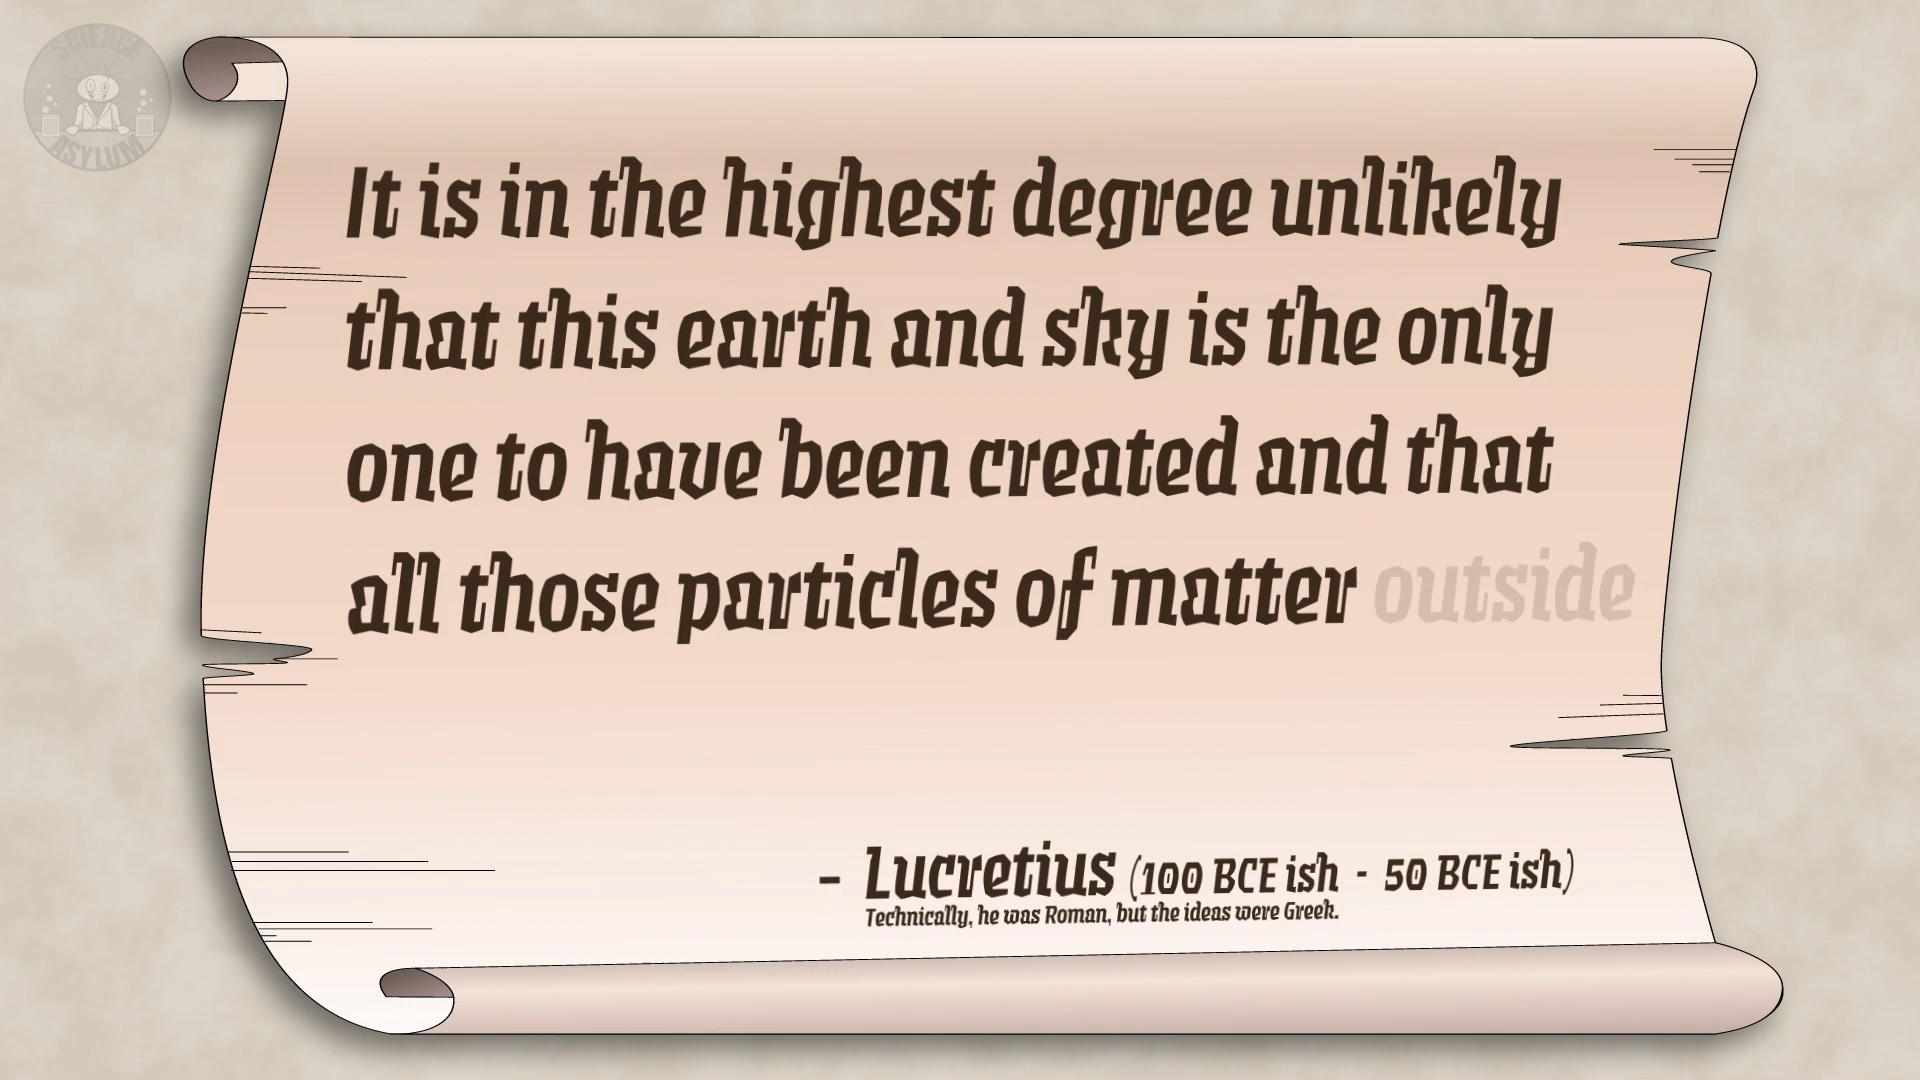 SCIENCE
ASYLUM
It is in the highest degree unlikely
that this earth and sky is the only
one to have been created and that
all those particles of matter outside
- Lucretius (100 BCE ish - 50 BCE ish)
Technically, he was Roman, but the ideas were Greek.